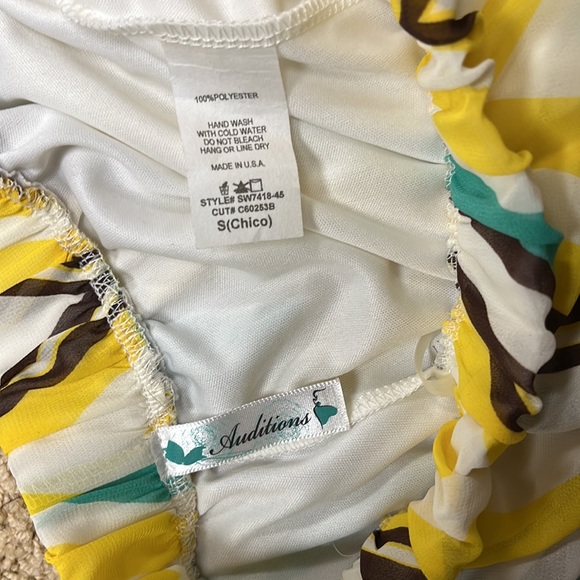 100%POLYESTER
HAND WASH
WITH COLD WATER
DO NOT BLEACH
HANG OR LINE DRY
MADE IN U.S.A.
STYLE# SW7418-45
CUT# C60253B
S(Chico)
Auditions